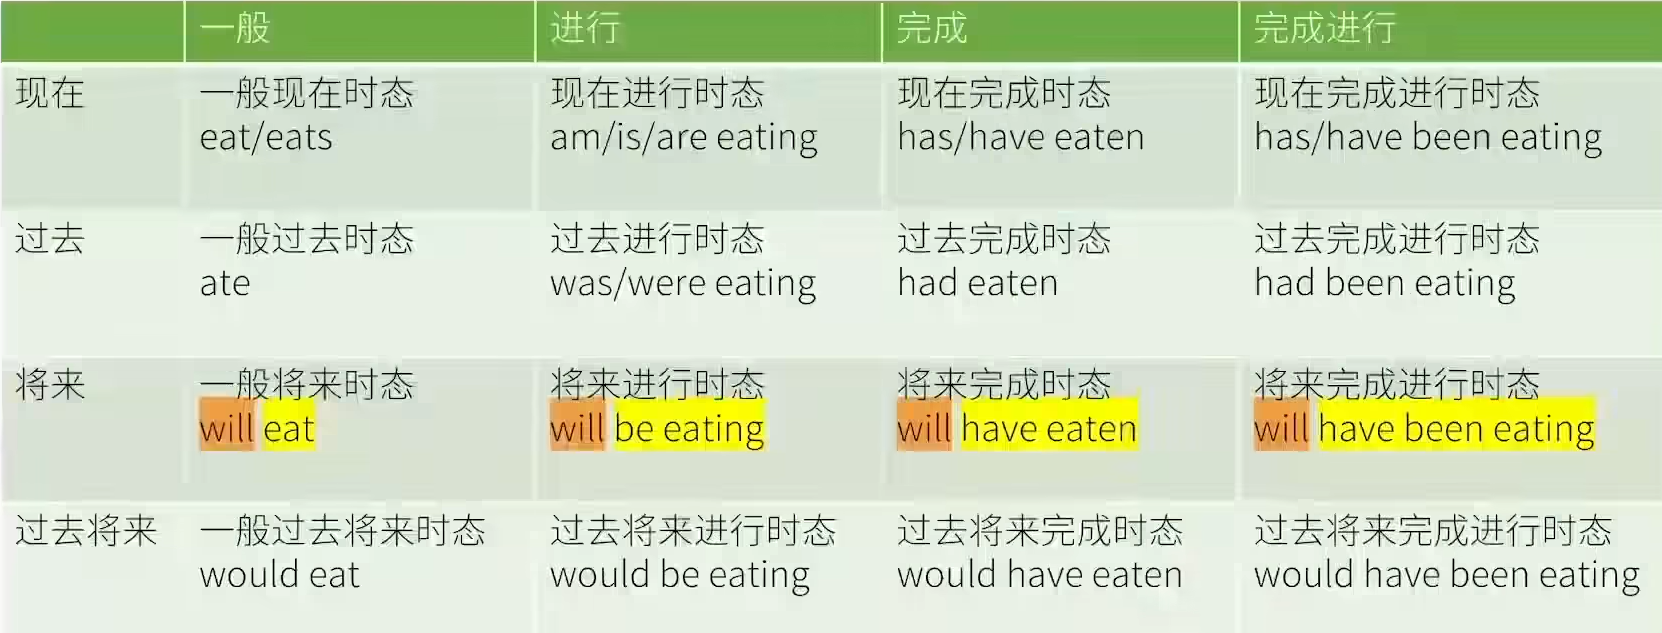 一般 进行 完成 完成进行
现在 一般现在时态 现在进行时态 现在完成时态 现在完成进行时态
eat/eats am/is/are eating has/have eaten has/have been eating
过去 一般过去时态 过去进行时态 过去完成时态 过去完成进行时态
ate was/were eating had eaten had been eating
将来 一般将来时态 将来进行时态 将来完成时态 将来完成进行时态
will eat will be eating will have eaten will have been eating
过去将来 一般过去将来时态 过去将来进行时态 过去将来完成时态 过去将来完成进行时态
would eat would be eating would have eaten would have been eating